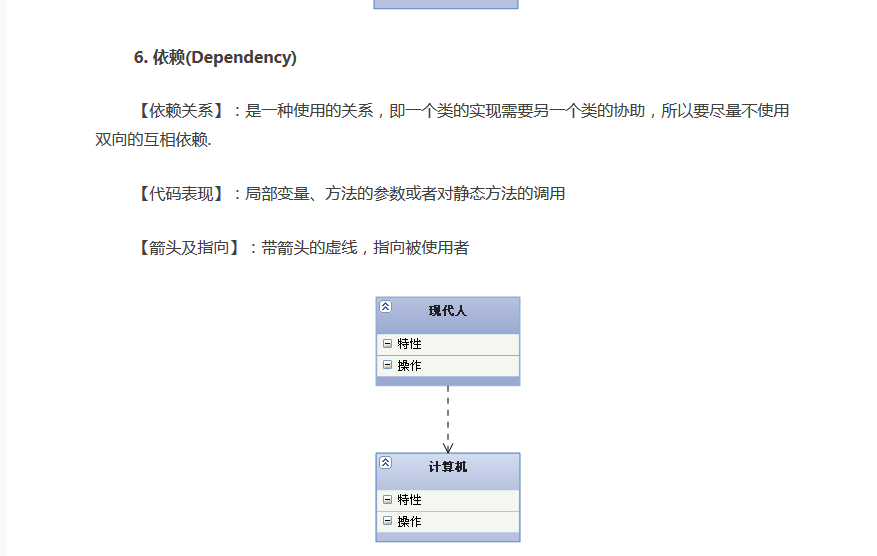 6. 依赖(Dependency)
【依赖关系】：是一种使用的关系，即一个类的实现需要另一个类的协助，所以要尽量不使用
双向的互相依赖.
【代码表现】：局部变量、方法的参数或者对静态方法的调用
【箭头及指向】：带箭头的虚线，指向被使用者
现代人
特性
操作
计算机
特性
操作